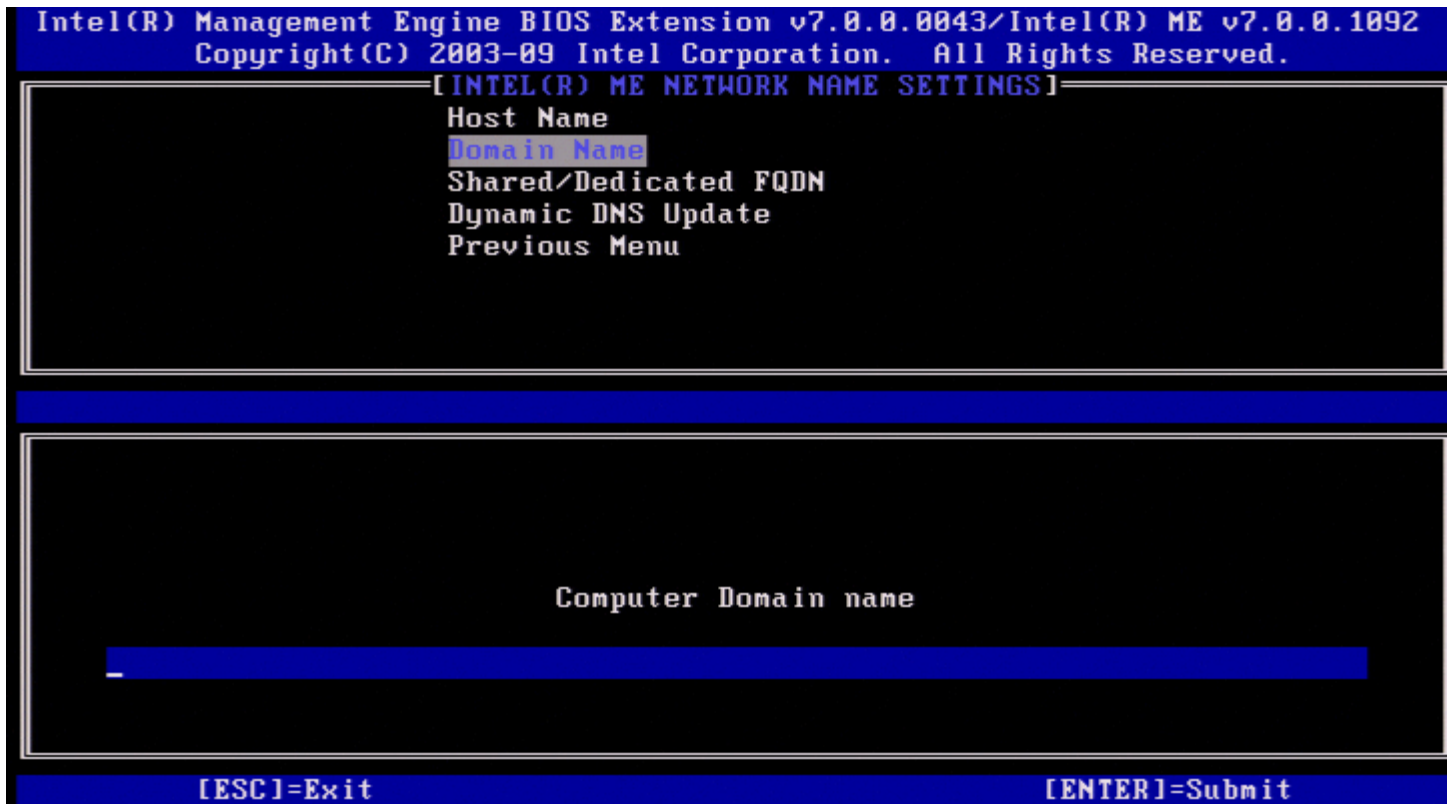 Intel(R) Management Engine BIOS Extension v7.0.0.0043/Intel(R) ME v7.0.0.1092
Copyright(C) 2003-09 Intel Corporation. All Rights Reserved.
[INTEL(R) ME NETWORK NAME SETTINGS]
Host Name
Domain Name
Shared/Dedicated FQDN
Dynamic DNS Update
Previous Menu
Computer Domain name
[ESC]=Exit [ENTER]=Submit